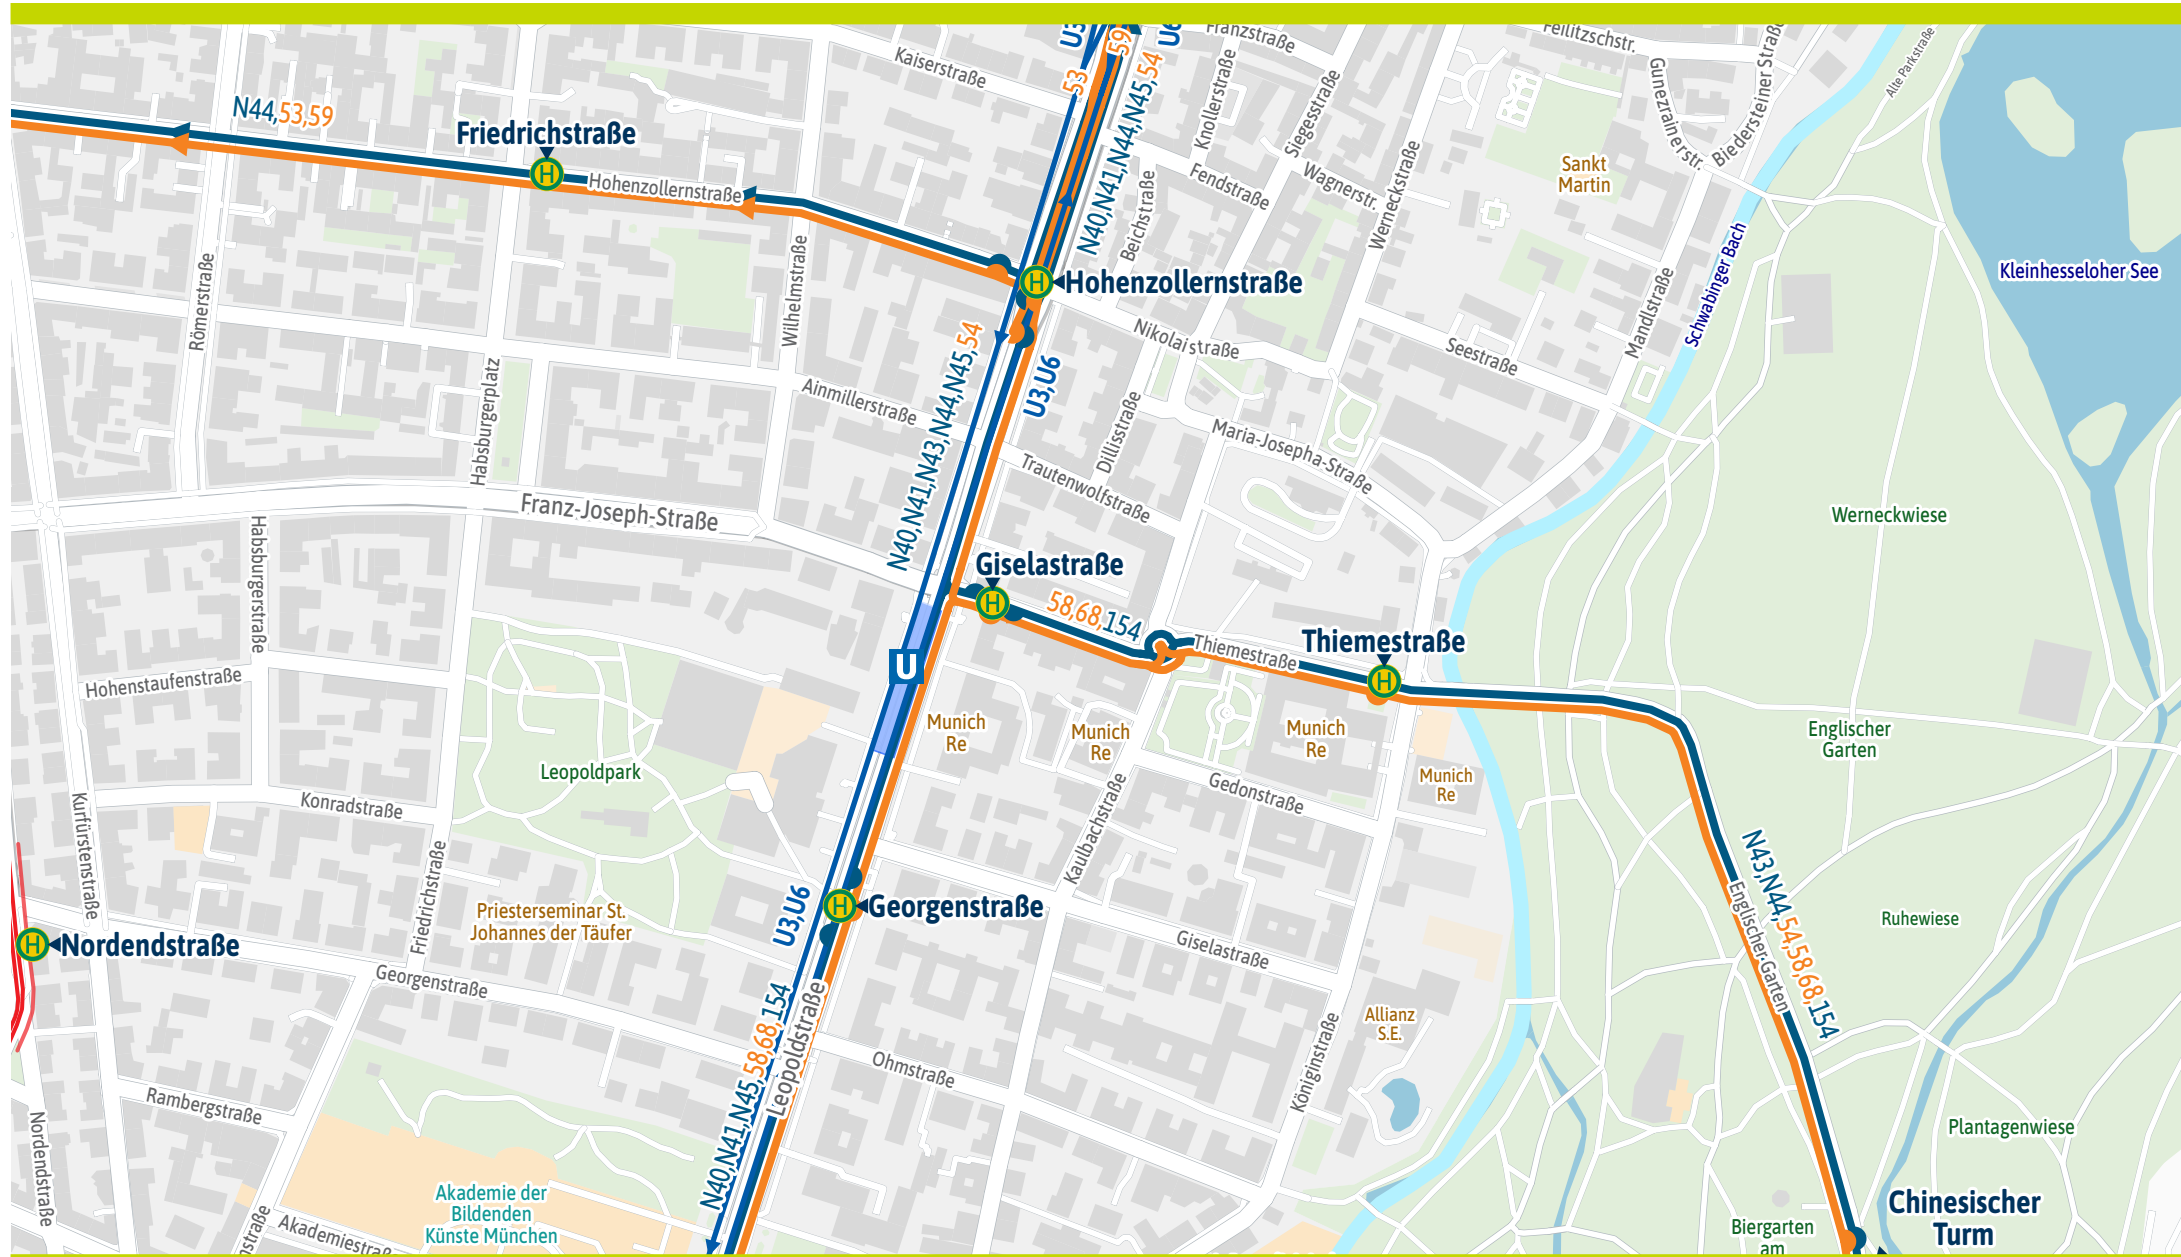 U3
59
U6
53
N40,N41,N44,N45,54
Franzstraße
Feilitzschstr.
Alte Parkstraße
Kaiserstraße
Knollerstraße
Siegesstraße
Gunezrainerstr.
Biedersteiner Straße
N44,53,59
Friedrichstraße
H
Hohenzollernstraße
Fendstraße
Wagnerstr.
Werneckstraße
Sankt
Martin
Beichstraße
Römerstraße
Wilhelmstraße
H
Hohenzollernstraße
Mandlstraße
Schwabinger Bach
Kleinhesseloher See
Nikolaistraße
Seestraße
N40,N41,N43,N44,N45,54
U3,U6
Habsburgerplatz
Ainmillerstraße
Dillisstraße
Maria-Josepha-Straße
Trautenwolfstraße
Franz-Joseph-Straße
Werneckwiese
Habsburgerstraße
Giselastraße
H
58,68,154
U
Thiemestraße
Thiemestraße
H
Hohenstaufenstraße
Munich
Re
Munich
Re
Munich
Re
Munich
Re
Englischer
Garten
Leopoldpark
Gedonstraße
Konradstraße
Kurfürstenstraße
Friedrichstraße
Kaulbachstraße
N43,N44,54,58,68,154
Englischer Garten
U3,U6
H
Georgenstraße
Priesterseminar St.
Johannes der Täufer
H
Nordendstraße
Giselastraße
Ruhewiese
Georgenstraße
N40,N41,N45,58,68,154
Leopoldstraße
Allianz
S.E.
Ohmstraße
Königinstraße
Rambergstraße
Nordendstraße
Plantagenwiese
Akademie der
Bildenden
Künste München
Akademiestraße
nstraße
Chinesischer
Turm
Biergarten
am